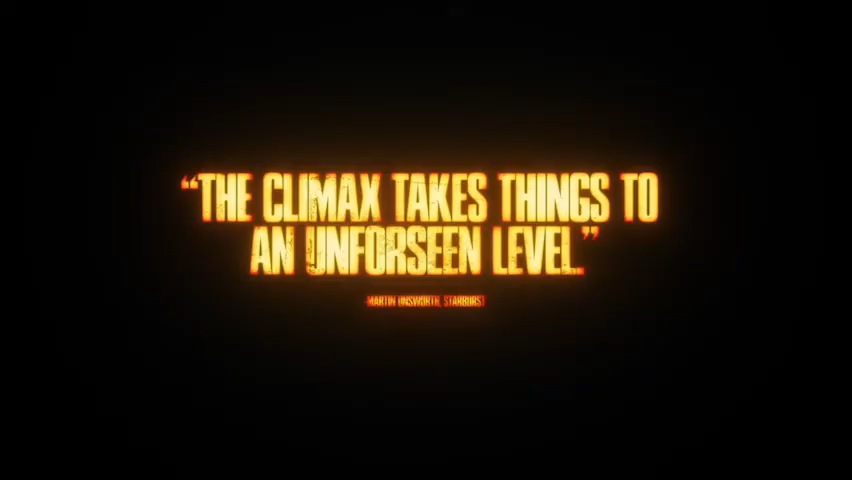 “THE CLIMAX TAKES THINGS TO
AN UNFORSEEN LEVEL.”
-MARTIN UNSWORTH, STARBURST